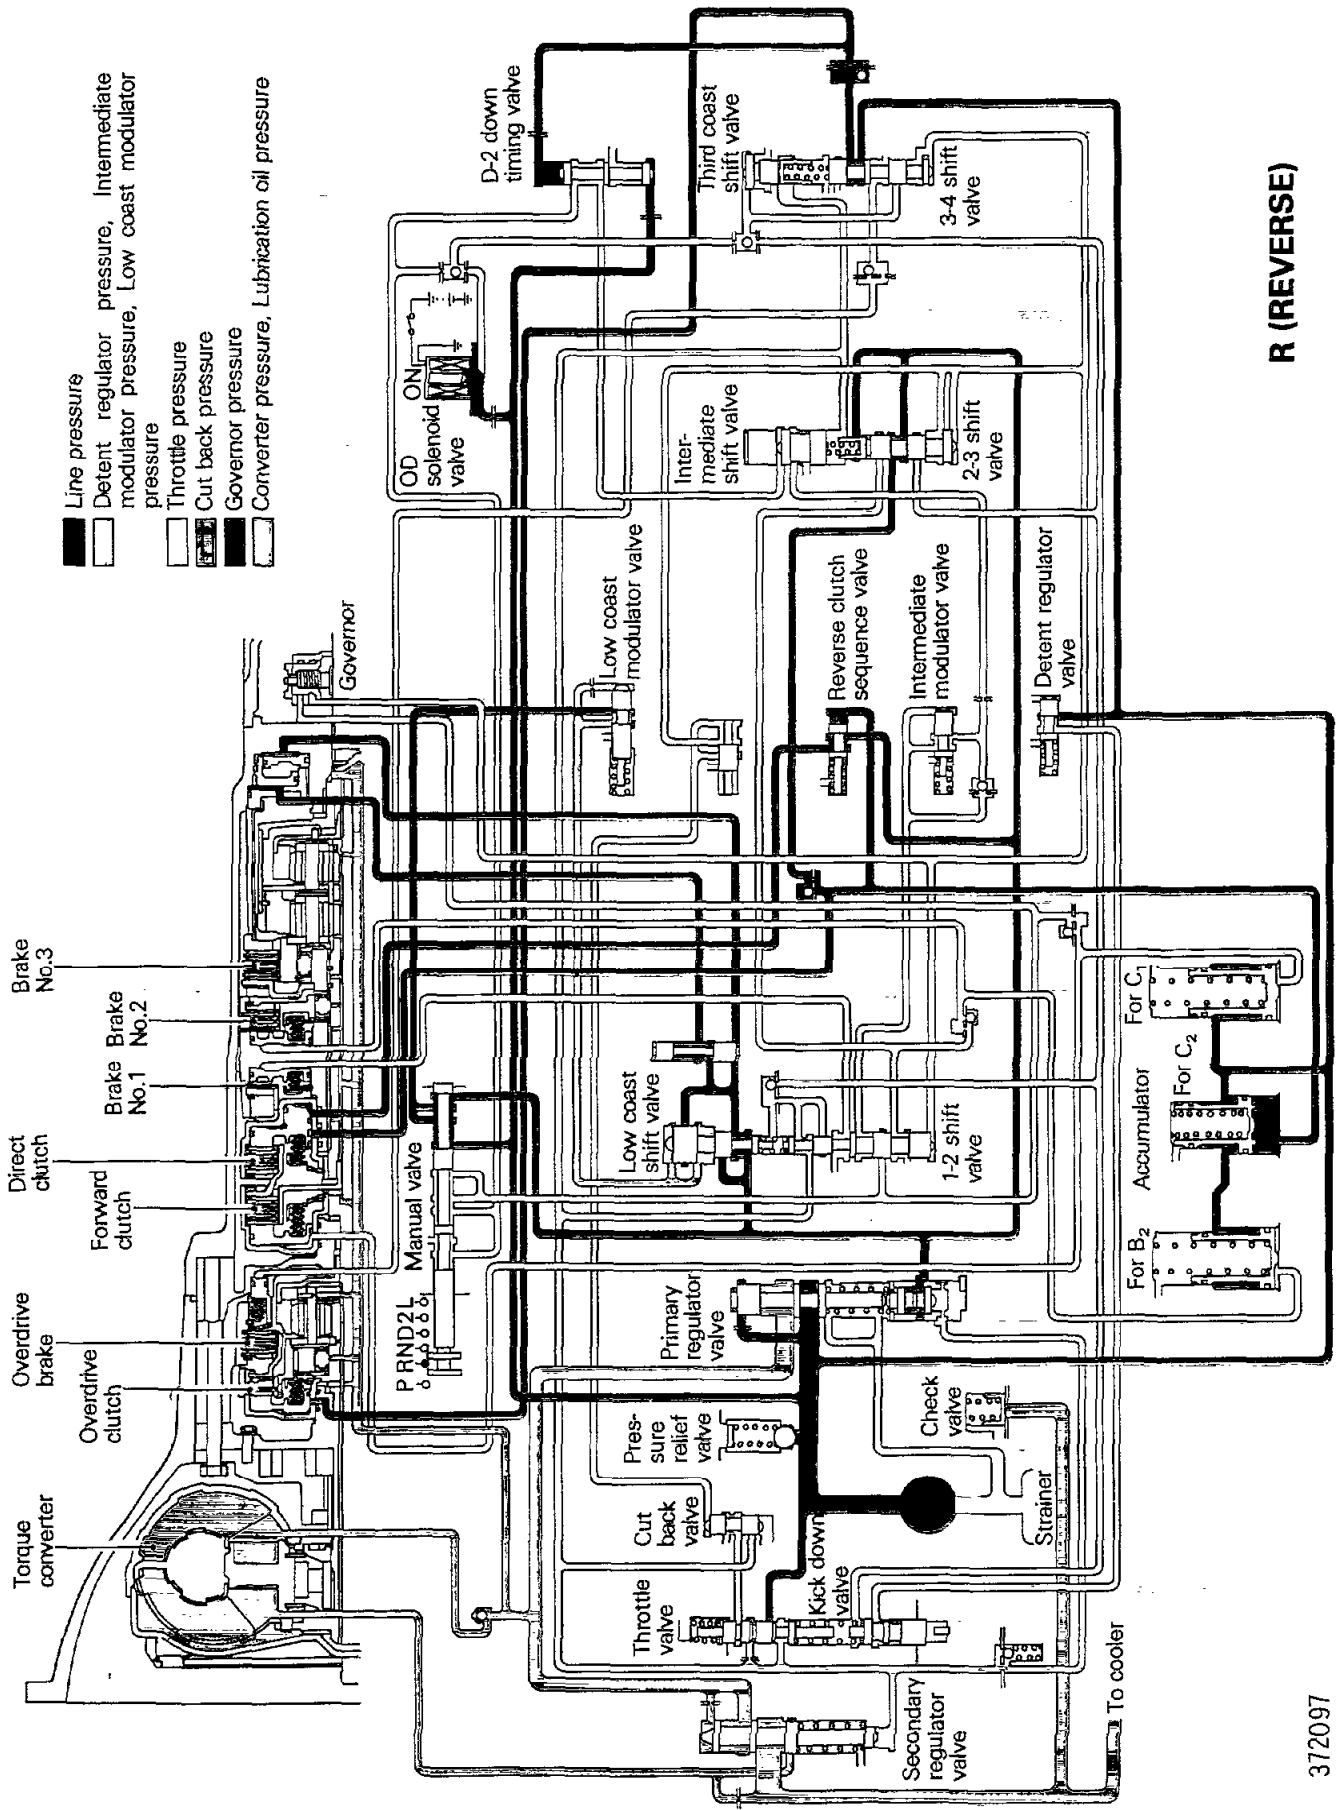 Torque
converter
Overdrive
clutch
Overdrive
brake
Forward
clutch
Direct
clutch
Brake
No.1
Brake
No.2
Brake
No.3
Governor
Line pressure
Detent regulator pressure, Intermediate
modulator pressure, Low coast modulator
pressure
Throttle pressure
Cut back pressure
Governor pressure
Converter pressure, Lubrication oil pressure
P R N D 2 L
Manual valve
OD
solenoid
valve
ON
D-2 down
timing valve
Secondary
regulator
valve
Throttle
valve
Kick down
valve
Cut
back
valve
Pres-
sure
relief
valve
Primary
regulator
valve
Low coast
shift valve
1-2 shift
valve
Low coast
modulator valve
Reverse clutch
sequence valve
Intermediate
modulator valve
Detent regulator
valve
Inter-
mediate
shift valve
2-3 shift
valve
Third coast
shift valve
3-4 shift
valve
Strainer
Check
valve
To cooler
For B2
Accumulator
For C2
For C1
R (REVERSE)
372097